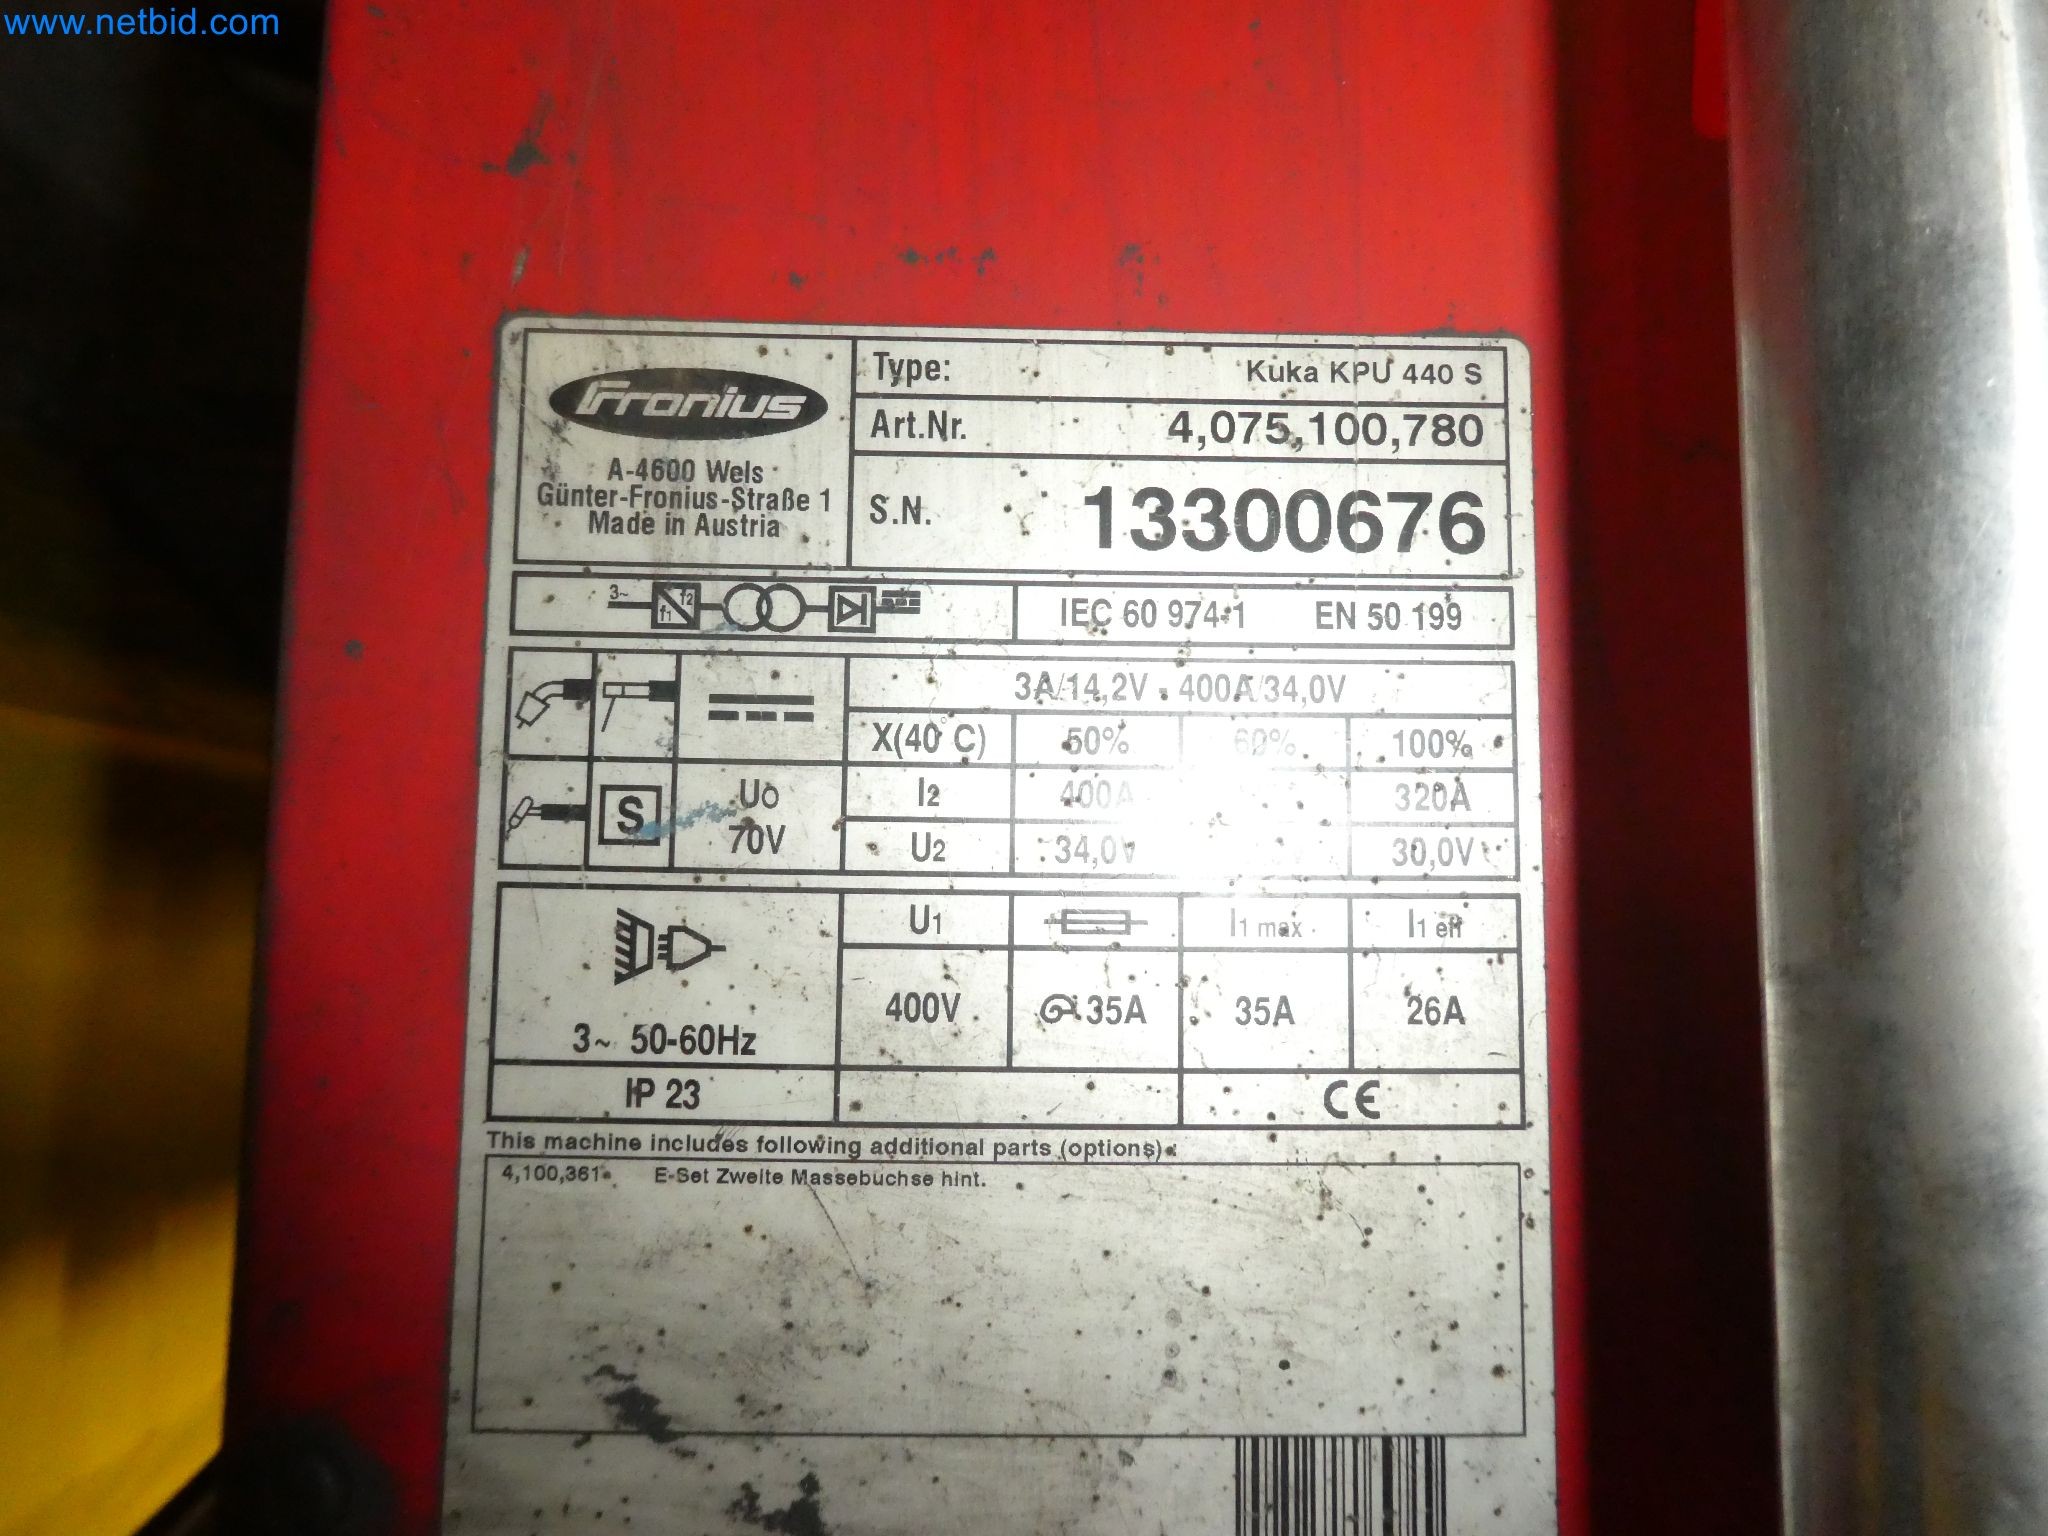 www.netbid.com
Fronius
A-4600 Wels
Günter-Fronius-Straße 1
Made in Austria
Type: Kuka KPU 440 S
Art.Nr. 4,075,100,780
S.N. 13300676
3~ f1 f2
IEC 60 974-1 EN 50 199
3A/14,2V - 400A/34,0V
X(40°C) 50% 60% 100%
S
U0
70V
I2 400A 320A
U2 34,0V 30,0V
U1 I1 max I1 eff
400V 35A 35A 26A
3~ 50-60Hz
IP 23 CE
This machine includes following additional parts (options):
4,100,361 E-Set Zweite Massebuchse hint.